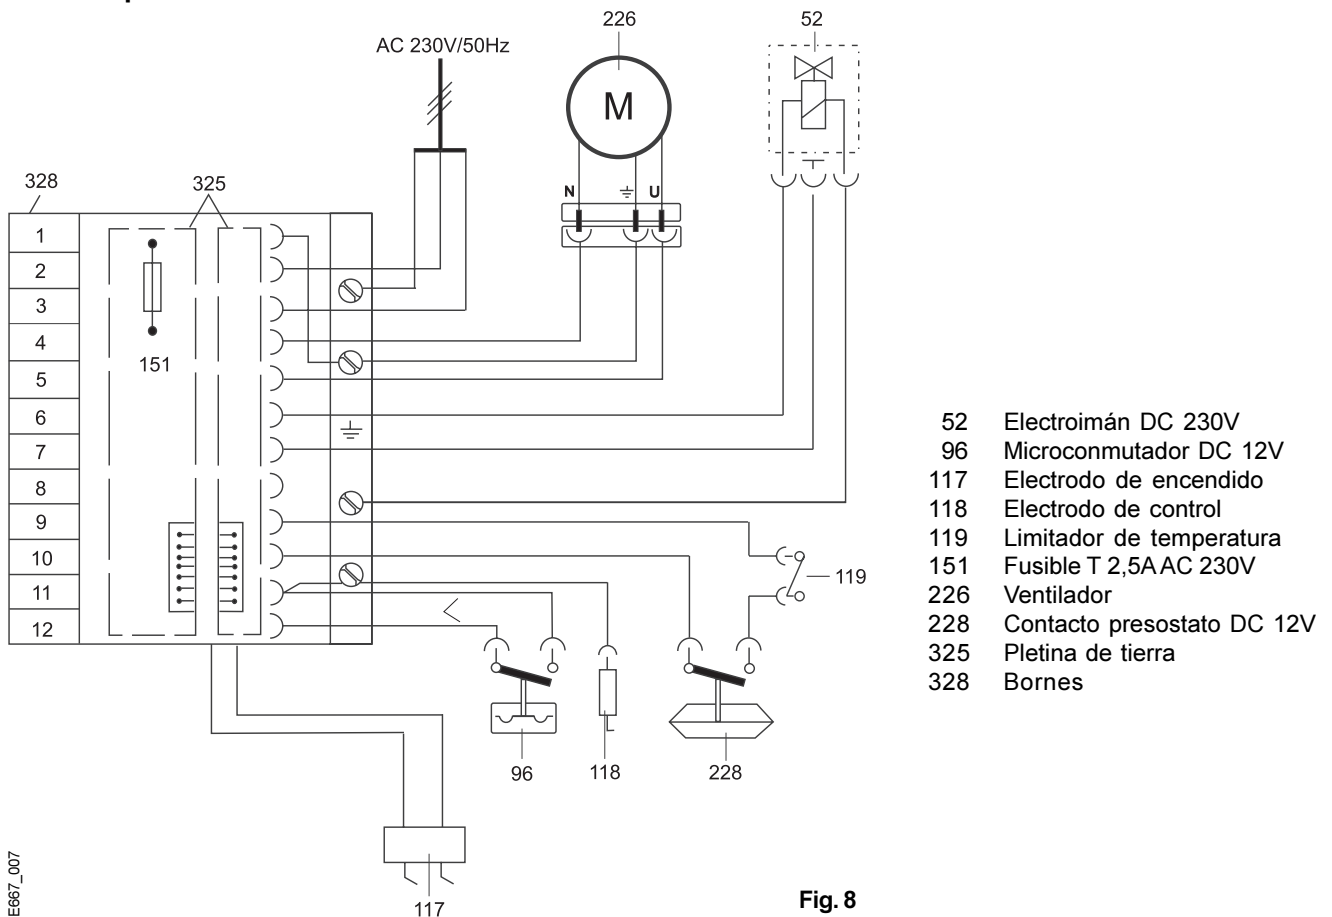 226
52
AC 230V/50Hz
M
328
325
N
U
1
2
3
4
5
6
7
8
9
10
11
12
151
119
96
118
228
117
52 Electroimán DC 230V
96 Microconmutador DC 12V
117 Electrodo de encendido
118 Electrodo de control
119 Limitador de temperatura
151 Fusible T 2,5A AC 230V
226 Ventilador
228 Contacto presostato DC 12V
325 Pletina de tierra
328 Bornes
E667_007
Fig. 8